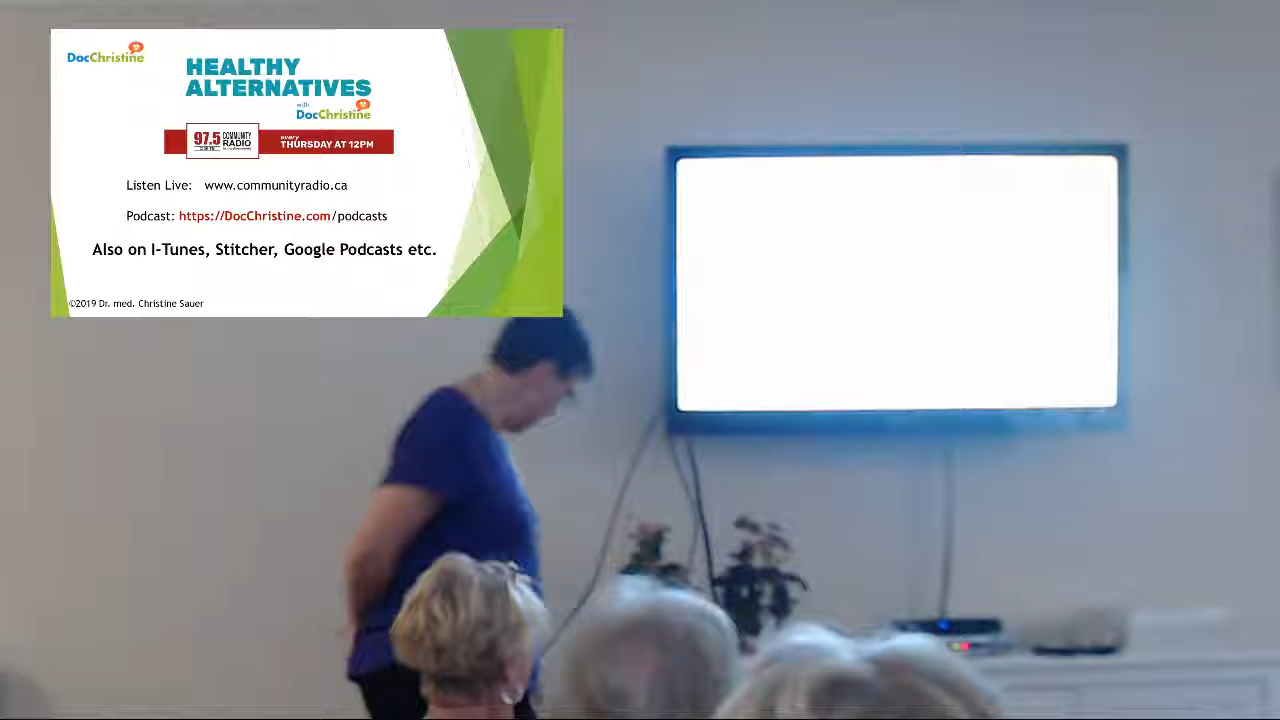 DocChristine
HEALTHY
ALTERNATIVES
with
DocChristine
97.5 COMMUNITY
RADIO
every
THURSDAY AT 12PM
Listen Live: www.communityradio.ca
Podcast: https://DocChristine.com/podcasts
Also on I-Tunes, Stitcher, Google Podcasts etc.
©2019 Dr. med. Christine Sauer